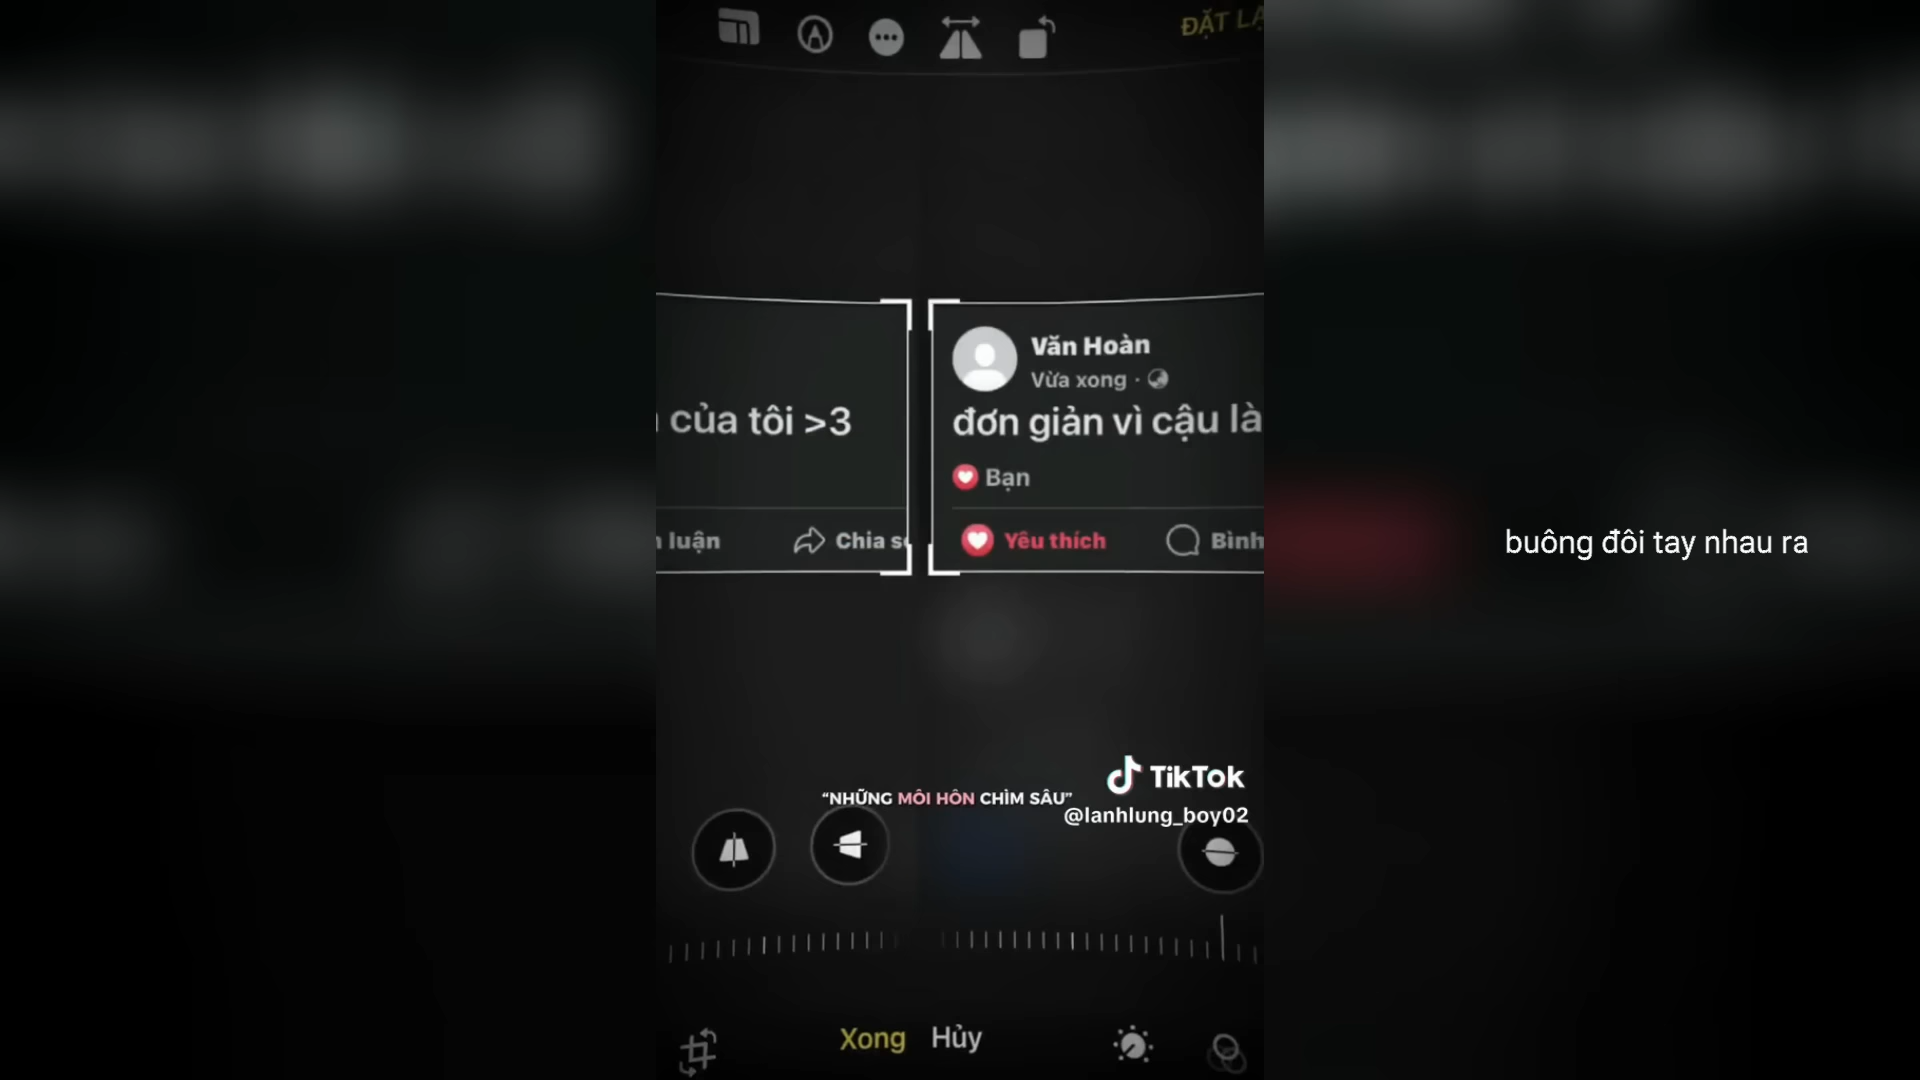 ĐẶT LẠ
Văn Hoàn
Vừa xong ·
của tôi >3
đơn giản vì cậu là
Bạn
luận
Chia s
Yêu thích
Bình
buông đôi tay nhau ra
TikTok
“NHỮNG MÔI HÔN CHÌM SÂU”
@lanhlung_boy02
Xong
Hủy